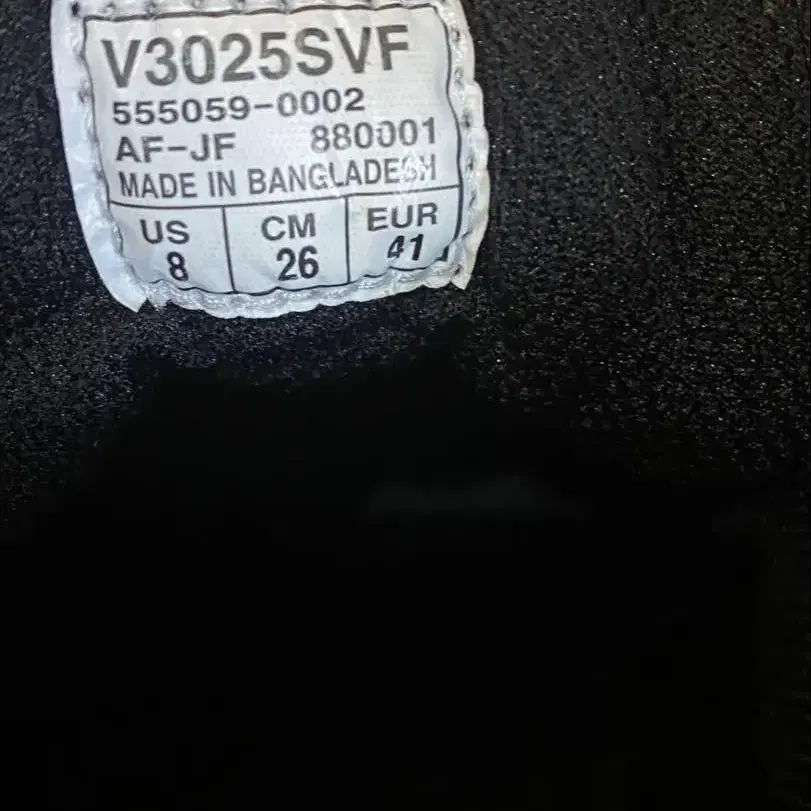 V3025SVF
555059-0002
AF-JF 880001
MADE IN BANGLADESH
US CM EUR
8 26 41